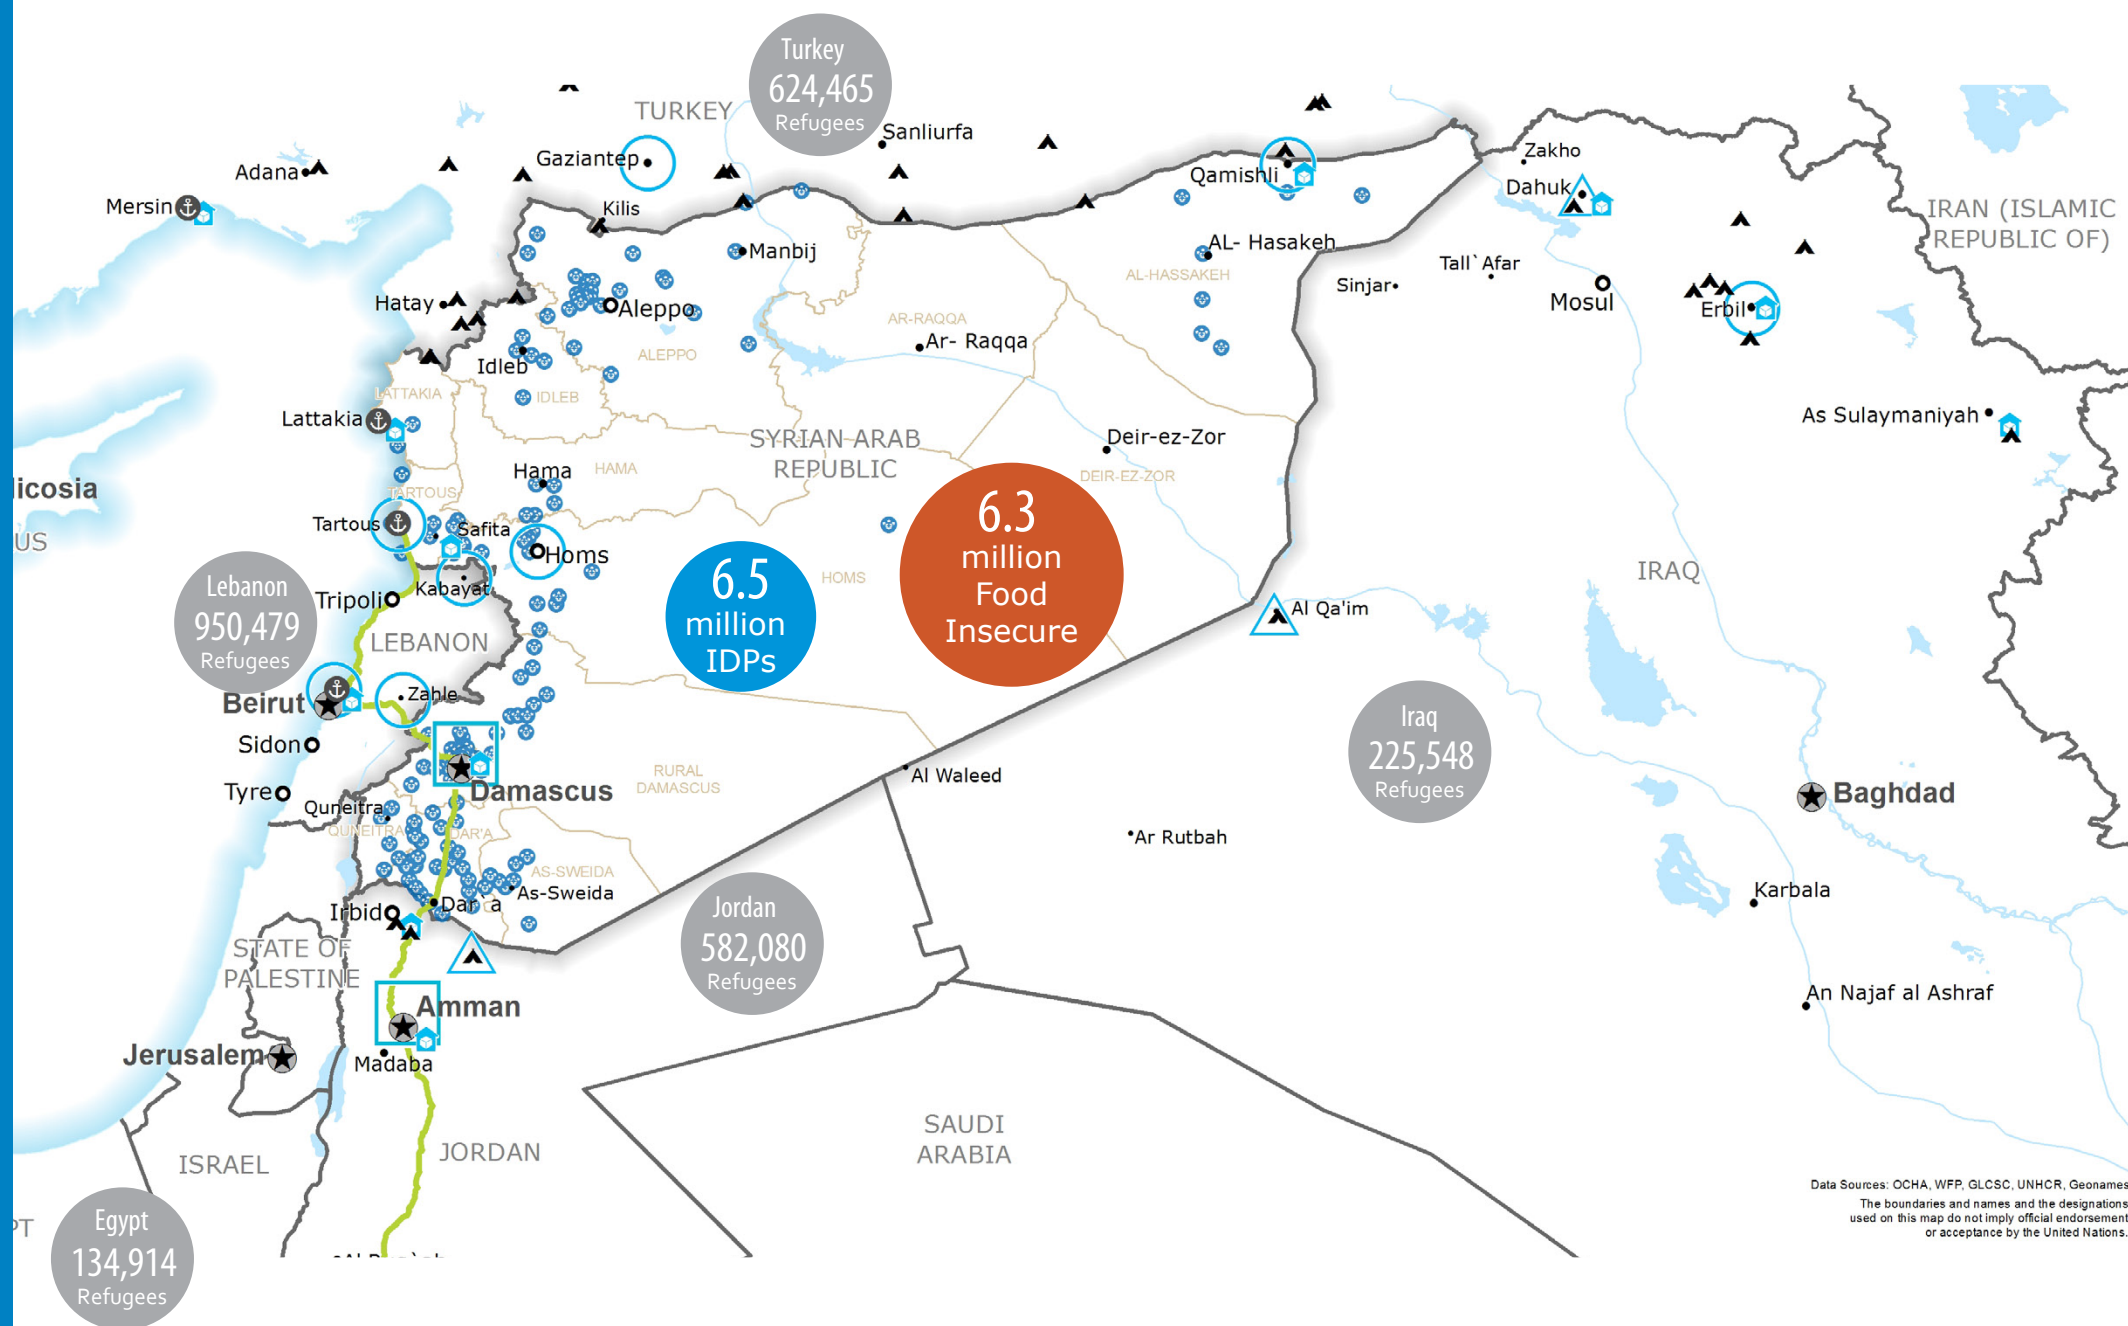 Turkey
624,465
Refugees
TURKEY
Sanliurfa
Gaziantep
Adana
Qamishli
Zakho
Dahuk
Mersin
Kilis
IRAN (ISLAMIC
REPUBLIC OF)
Manbij
AL- Hasakeh
AL-HASSAKEH
Tall`Afar
Sinjar
Mosul
Hatay
Aleppo
Erbil
AR-RAQQA
Ar- Raqqa
ALEPPO
Idleb
LATTAKIA
IDLEB
Lattakia
As Sulaymaniyah
SYRIAN ARAB
REPUBLIC
Deir-ez-Zor
DEIR-EZ-ZOR
Hama
HAMA
icosia
TARTOUS
Tartous
Safita
US
Homs
6.3
million
Food
Insecure
6.5
million
IDPs
HOMS
IRAQ
Lebanon
950,479
Refugees
Kabayat
Tripoli
Al Qa'im
LEBANON
Zahle
Beirut
Sidon
Iraq
225,548
Refugees
RURAL
DAMASCUS
Al Waleed
Damascus
Tyre
Quneitra
QUNEITRA
DAR'A
Baghdad
Ar Rutbah
AS-SWEIDA
As-Sweida
Karbala
Irbid
Dar a
Jordan
582,080
Refugees
STATE OF
PALESTINE
Amman
An Najaf al Ashraf
Jerusalem
Madaba
SAUDI
ARABIA
ISRAEL
JORDAN
Data Sources: OCHA, WFP, GLCSC, UNHCR, Geonames
The boundaries and names and the designations
used on this map do not imply official endorsement
or acceptance by the United Nations.
PT
Egypt
134,914
Refugees